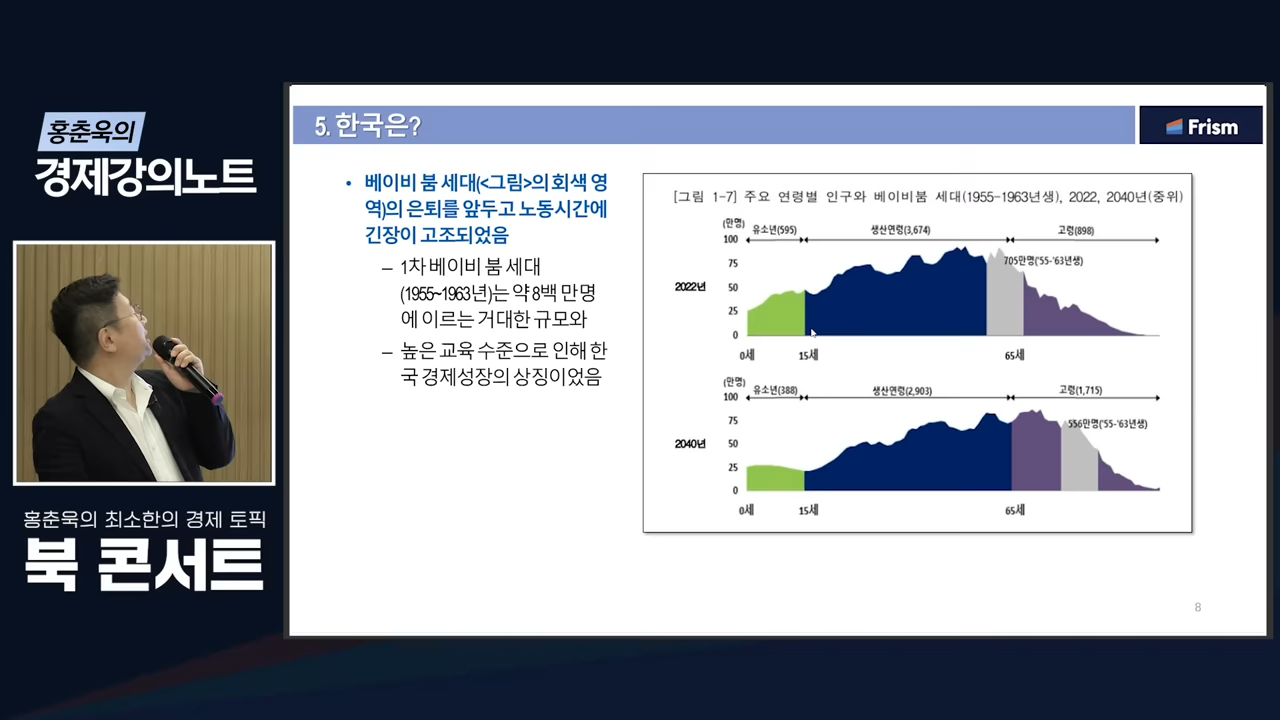 홍춘욱의
경제강의노트
홍춘욱의 최소한의 경제 토픽
북 콘서트
5. 한국은?
Frism
• 베이비 붐 세대(<그림>의 회색 영
역)의 은퇴를 앞두고 노동시간에
긴장이 고조되었음
– 1차 베이비 붐 세대
(1955~1963년)는 약 8백 만명
에 이르는 거대한 규모와
– 높은 교육 수준으로 인해 한
국 경제성장의 상징이었음
[그림 1-7] 주요 연령별 인구와 베이비붐 세대(1955-1963년생), 2022, 2040년(중위)
(만명)
유소년(595) 생산연령(3,674) 고령(898)
100
75
50
25
0
705만명('55-'63년생)
2022년
0세 15세 65세
(만명)
유소년(388) 생산연령(2,903) 고령(1,715)
100
75
50
25
0
556만명('55-'63년생)
2040년
0세 15세 65세
8